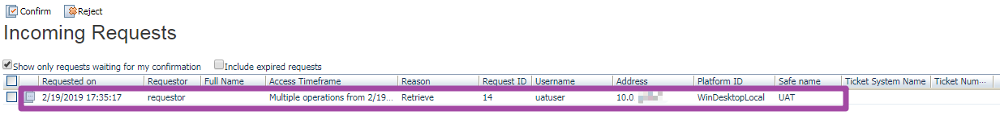 Confirm Reject
Incoming Requests
Show only requests waiting for my confirmation Include expired requests
Requested on Requestor Full Name Access Timeframe Reason Request ID Username Address Platform ID Safe name Ticket System Name Ticket Num...
2/19/2019 17:35:17 requestor Multiple operations from 2/19... Retrieve 14 uatuser 10.0 WinDesktopLocal UAT